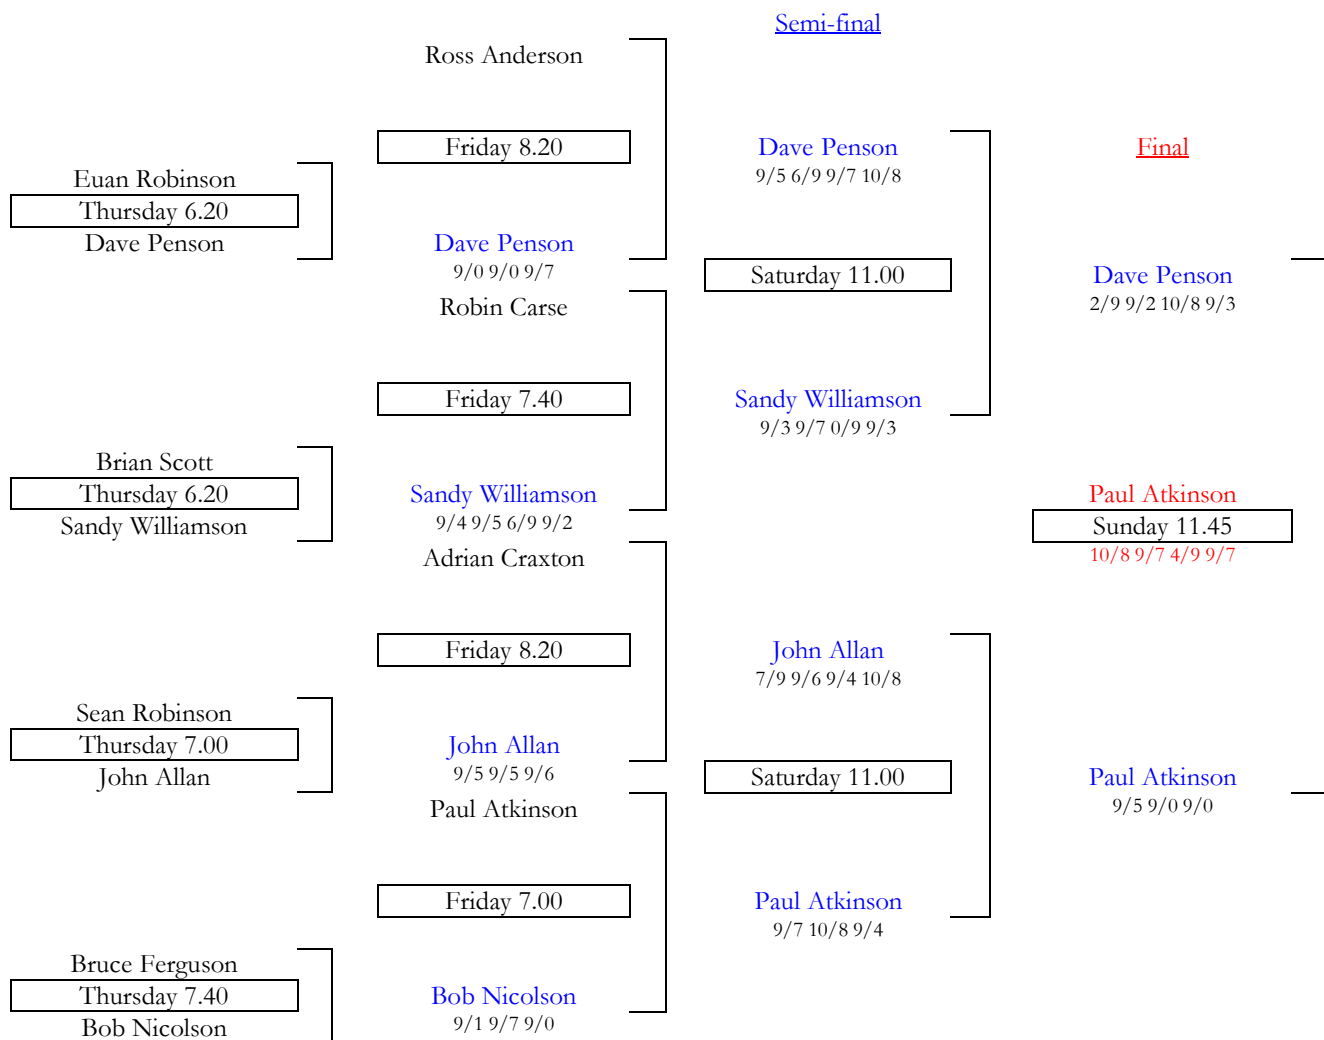 Semi-final
Ross Anderson
Friday 8.20
Dave Penson
9/5 6/9 9/7 10/8
Final
Euan Robinson
Thursday 6.20
Dave Penson
Dave Penson
9/0 9/0 9/7
Saturday 11.00
Dave Penson
2/9 9/2 10/8 9/3
Robin Carse
Friday 7.40
Sandy Williamson
9/3 9/7 0/9 9/3
Brian Scott
Thursday 6.20
Sandy Williamson
Sandy Williamson
9/4 9/5 6/9 9/2
Paul Atkinson
Sunday 11.45
10/8 9/7 4/9 9/7
Adrian Craxton
Friday 8.20
John Allan
7/9 9/6 9/4 10/8
Sean Robinson
Thursday 7.00
John Allan
John Allan
9/5 9/5 9/6
Saturday 11.00
Paul Atkinson
9/5 9/0 9/0
Paul Atkinson
Friday 7.00
Paul Atkinson
9/7 10/8 9/4
Bruce Ferguson
Thursday 7.40
Bob Nicolson
Bob Nicolson
9/1 9/7 9/0